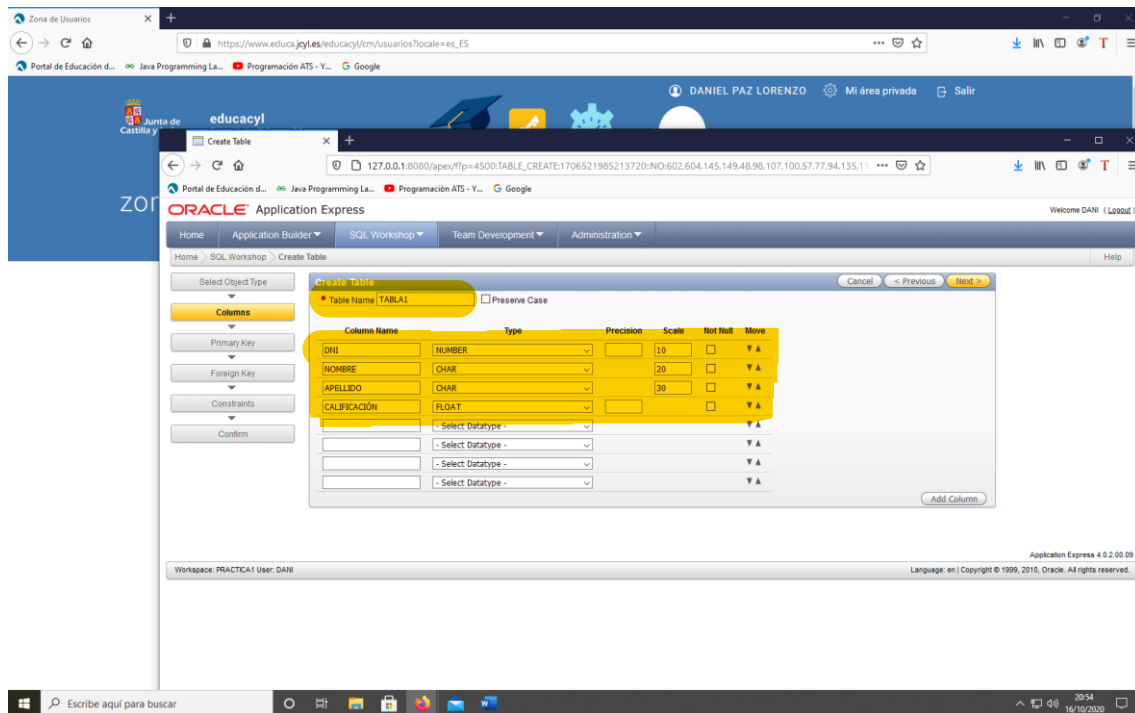 Zona de Usuarios
https://www.educa.jcyl.es/educacyl/cm/usuarios?locale=es_ES
Portal de Educación d... Java Programming La... Programación ATS - Y... Google
DANIEL PAZ LORENZO Mi área privada Salir
Junta de
Castilla y
educacyl
zor
Create Table
127.0.0.1:8080/apex/f?p=4500:TABLE_CREATE:1706521985213720::NO:602,604,145,149,48,98,107,100,57,77,94,135,1
Portal de Educación d... Java Programming La... Programación ATS - Y... Google
ORACLE Application Express
Welcome DANI ( Logout )
Home Application Builder SQL Workshop Team Development Administration
Home SQL Workshop Create Table Help
Select Object Type
Columns
Primary Key
Foreign Key
Constraints
Confirm
Create Table Cancel < Previous Next >
* Table Name TABLA1 Preserve Case
Column Name Type Precision Scale Not Null Move
DNI NUMBER 10
NOMBRE CHAR 20
APELLIDO CHAR 30
CALIFICACIÓN FLOAT
- Select Datatype -
- Select Datatype -
- Select Datatype -
- Select Datatype -
Add Column
Application Express 4.0.2.00.09
Workspace: PRACTICA1 User: DANI Language: en | Copyright © 1999, 2010, Oracle. All rights reserved.
Escribe aquí para buscar
20:54
16/10/2020